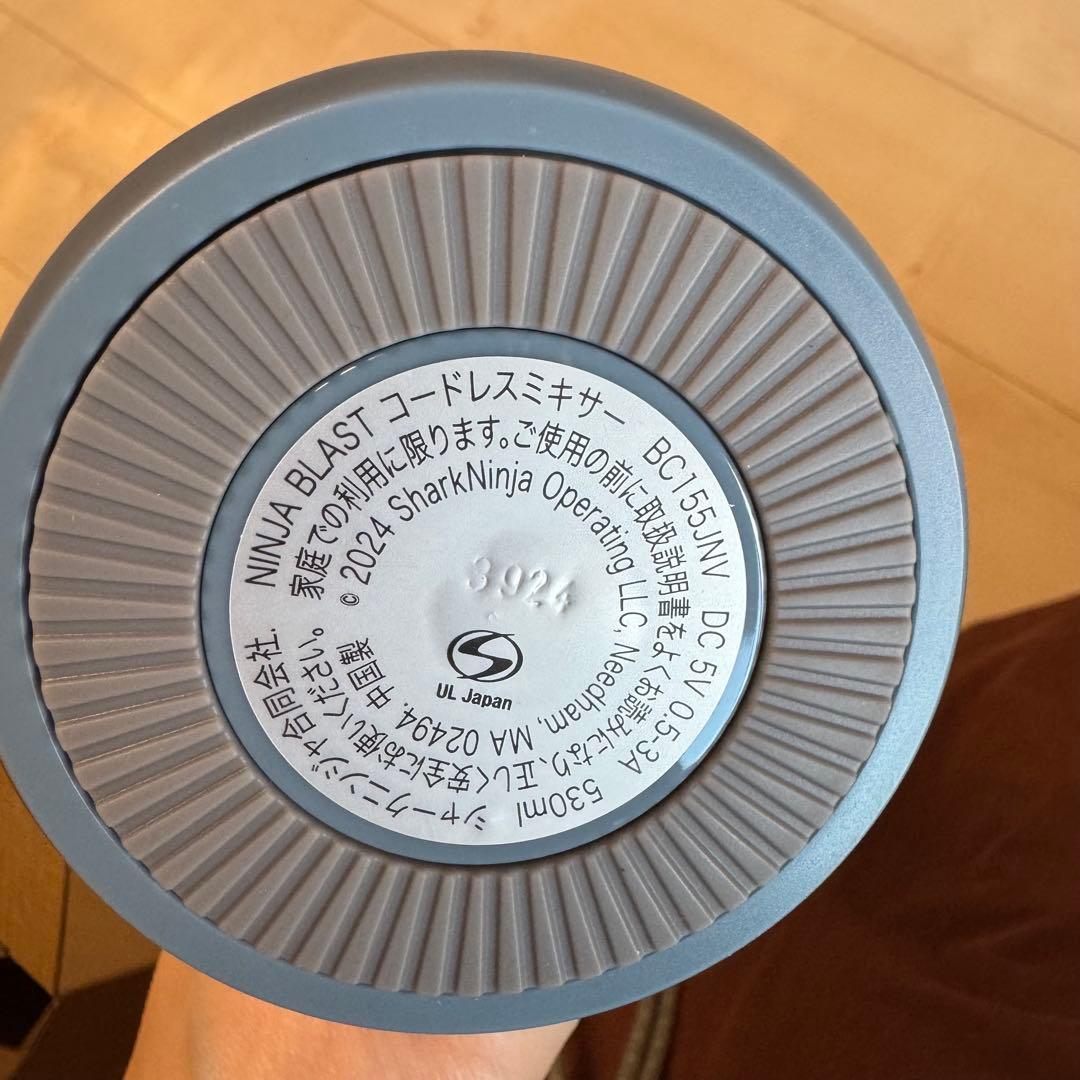 NINJA BLAST コードレスミキサー BC155JNV DC 5V 0.5-3A 530ml シャークニンジャ合同会社.
家庭での利用に限ります。ご使用の前に取扱説明書をよくお読みになり、正しく安全にお使いください。
© 2024 SharkNinja Operating LLC, Needham, MA 02494, 中国製
3924
S
UL Japan